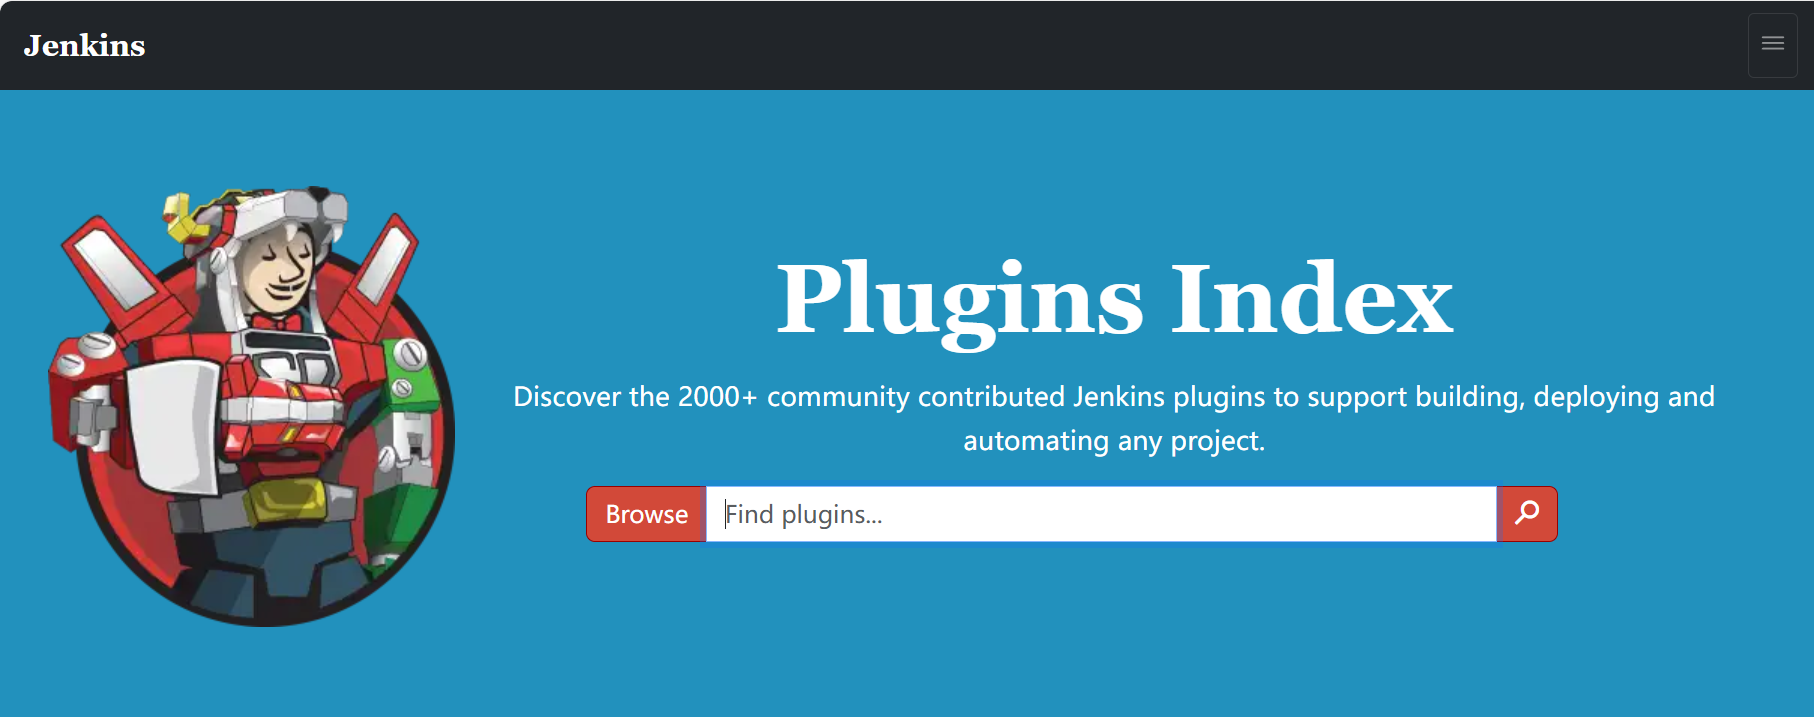 Jenkins
Plugins Index
Discover the 2000+ community contributed Jenkins plugins to support building, deploying and
automating any project.
Browse
Find plugins...